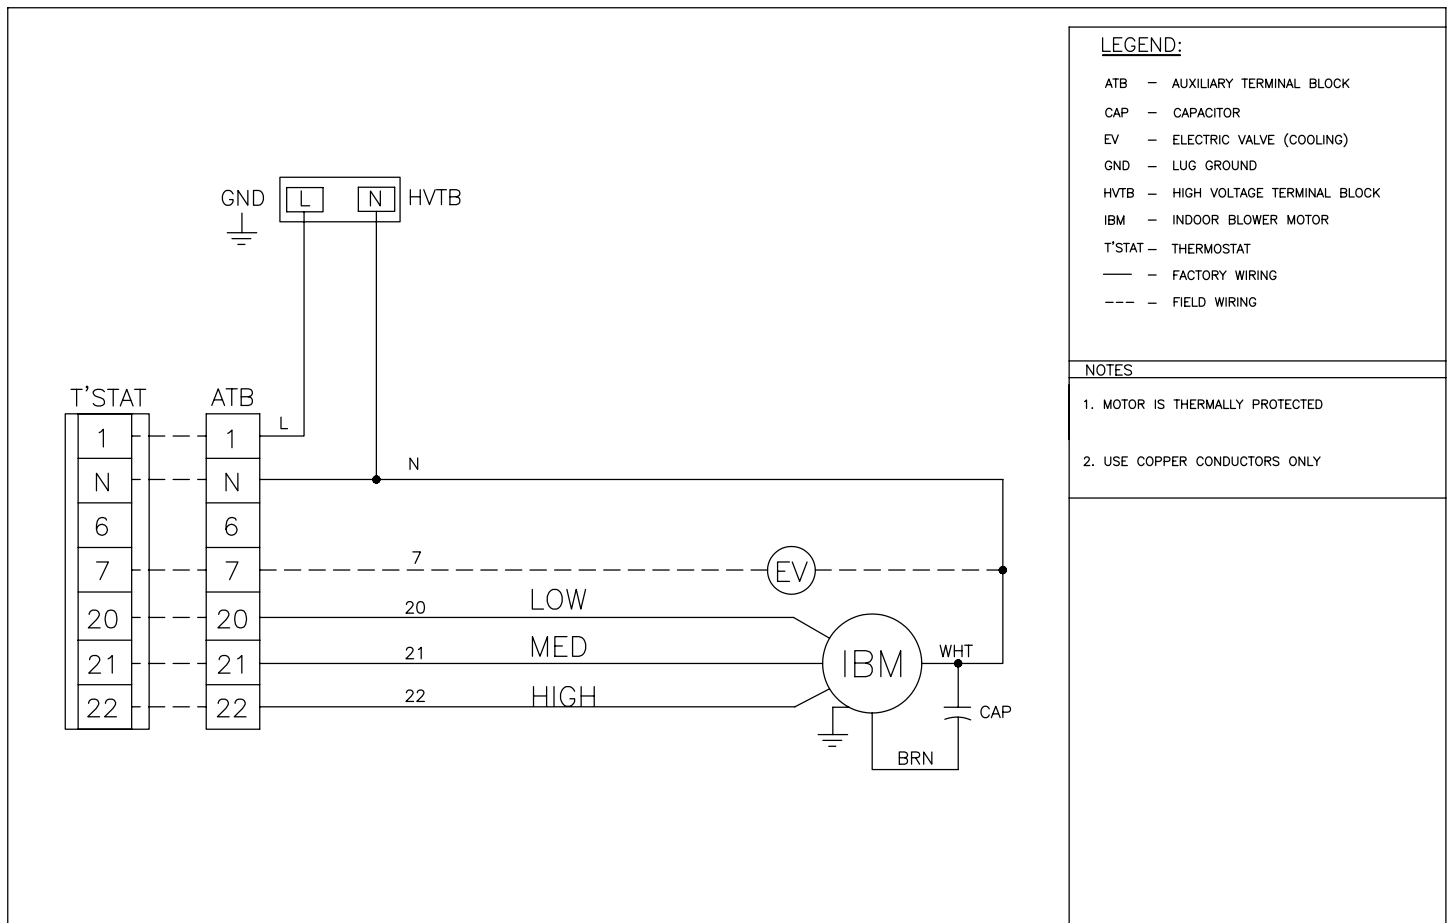 GND L N HVTB
T'STAT ATB
1 1 L
N N N
6 6
7 7 7 EV
20 20 20 LOW
21 21 21 MED IBM WHT
22 22 22 HIGH CAP
BRN
LEGEND:
ATB – AUXILIARY TERMINAL BLOCK
CAP – CAPACITOR
EV – ELECTRIC VALVE (COOLING)
GND – LUG GROUND
HVTB – HIGH VOLTAGE TERMINAL BLOCK
IBM – INDOOR BLOWER MOTOR
T'STAT – THERMOSTAT
—— – FACTORY WIRING
--- – FIELD WIRING
NOTES
1. MOTOR IS THERMALLY PROTECTED
2. USE COPPER CONDUCTORS ONLY